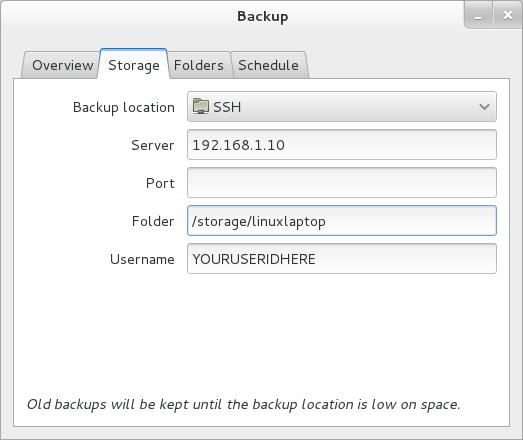 Backup
Overview Storage Folders Schedule
Backup location SSH
Server 192.168.1.10
Port
Folder /storage/linuxlaptop
Username YOURUSERIDHERE
Old backups will be kept until the backup location is low on space.